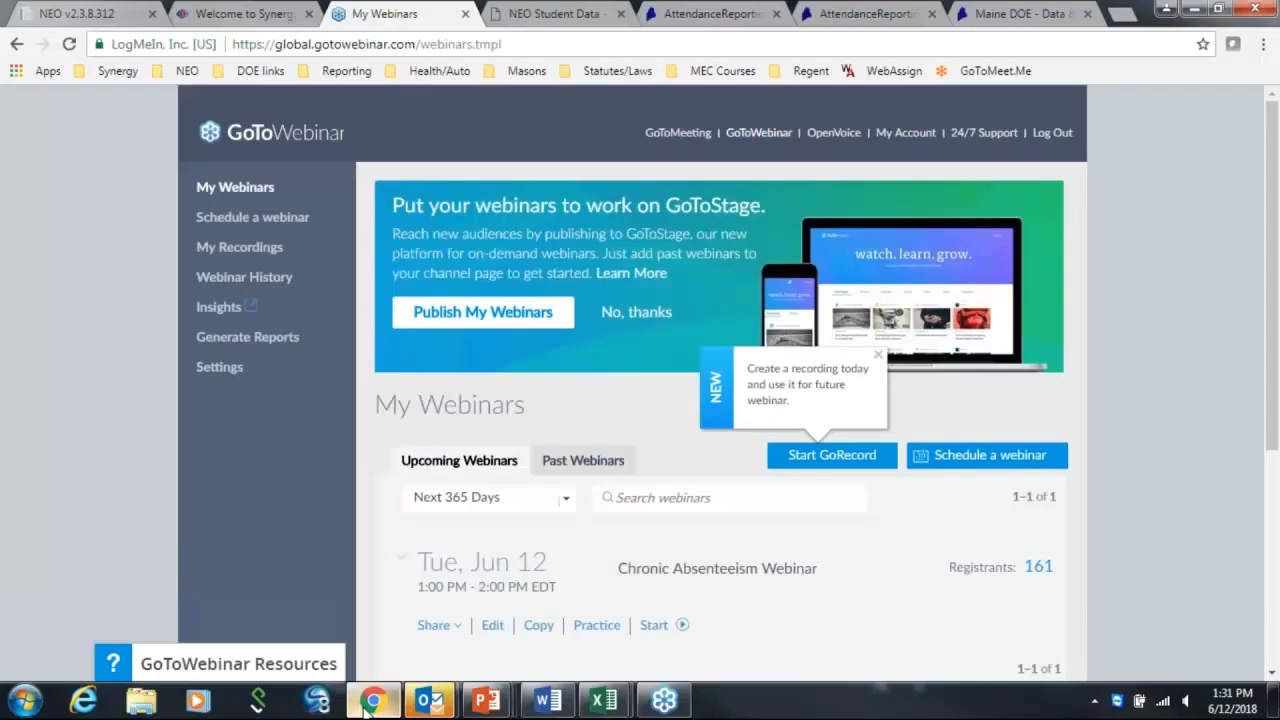 NEO v2.3.8.312
Welcome to Synerg
My Webinars
NEO Student Data -
AttendanceReportin
AttendanceReportin
Maine DOE - Data &
LogMeIn, Inc. [US] | https://global.gotowebinar.com/webinars.tmpl
Apps Synergy NEO DOE links Reporting Health/Auto Masons Statutes/Laws MEC Courses Regent WebAssign GoToMeet.Me
GoToWebinar
GoToMeeting | GoToWebinar | OpenVoice | My Account | 24/7 Support | Log Out
My Webinars
Schedule a webinar
My Recordings
Webinar History
Insights
Generate Reports
Settings
Put your webinars to work on GoToStage.
Reach new audiences by publishing to GoToStage, our new
platform for on-demand webinars. Just add past webinars to
your channel page to get started. Learn More
Publish My Webinars
No, thanks
watch. learn. grow.
watch. learn. grow.
NEW
Create a recording today
and use it for future
webinar.
My Webinars
Upcoming Webinars
Past Webinars
Start GoRecord
Schedule a webinar
Next 365 Days
Search webinars
1–1 of 1
Tue, Jun 12
1:00 PM - 2:00 PM EDT
Chronic Absenteeism Webinar
Registrants: 161
Share | Edit | Copy | Practice | Start
1–1 of 1
? GoToWebinar Resources
1:31 PM
6/12/2018